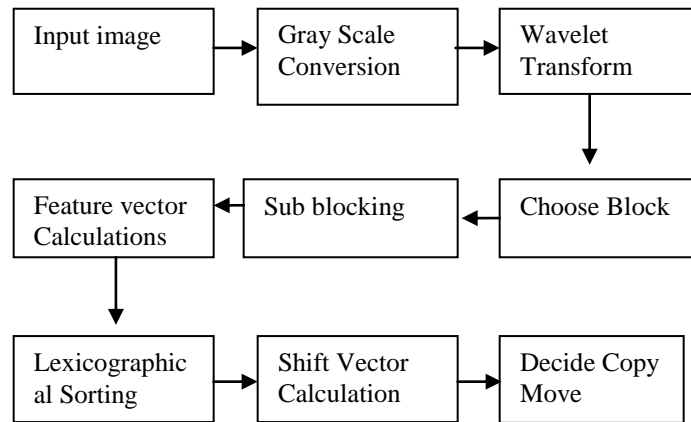 Input image
Gray Scale
Conversion
Wavelet
Transform
Feature vector
Calculations
Sub blocking
Choose Block
Lexicographic
al Sorting
Shift Vector
Calculation
Decide Copy
Move